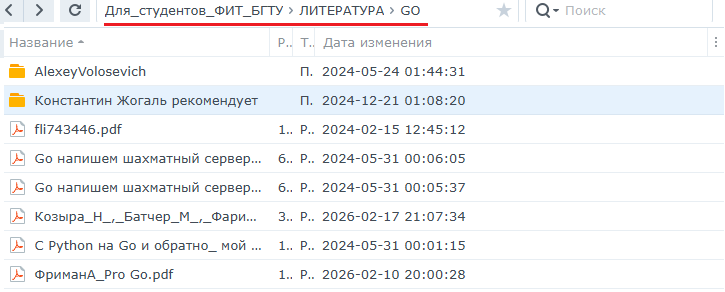 Для_студентов_ФИТ_БГТУ › ЛИТЕРАТУРА › GO Поиск
Название Р... Т... Дата изменения
AlexeyVolosevich П. 2024-05-24 01:44:31
Константин Жогаль рекомендует П. 2024-12-21 01:08:20
fli743446.pdf 1.. Р.. 2024-02-15 12:45:12
Go напишем шахматный сервер... 6.. Р.. 2024-05-31 00:06:05
Go напишем шахматный сервер... 6.. Р.. 2024-05-31 00:05:37
Козыра_Н_,_Батчер_М_,_Фари... 3.. Р.. 2026-02-17 21:07:34
С Python на Go и обратно_ мой ... 1.. Р.. 2024-05-31 00:01:15
ФриманА_Pro Go.pdf 1.. Р.. 2026-02-10 20:00:28